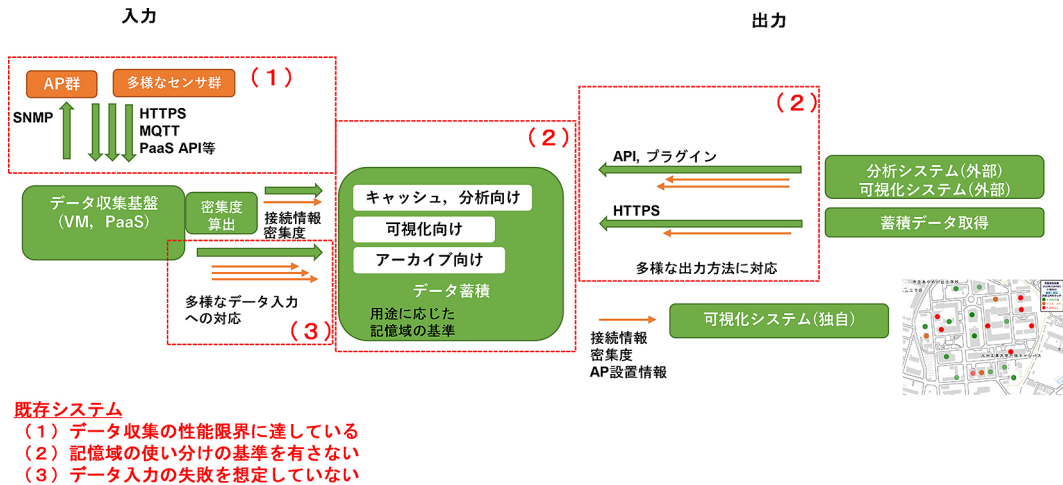 入力
出力
AP群
多様なセンサ群
（１）
SNMP
HTTPS
MQTT
PaaS API等
データ収集基盤
(VM，PaaS)
密集度
算出
接続情報
密集度
多様なデータ入力
への対応
（３）
（２）
キャッシュ，分析向け
可視化向け
アーカイブ向け
データ蓄積
用途に応じた
記憶域の基準
（２）
API, プラグイン
HTTPS
多様な出力方法に対応
分析システム(外部)
可視化システム(外部)
蓄積データ取得
可視化システム(独自)
接続情報
密集度
AP設置情報
既存システム
（１）データ収集の性能限界に達している
（２）記憶域の使い分けの基準を有さない
（３）データ入力の失敗を想定していない